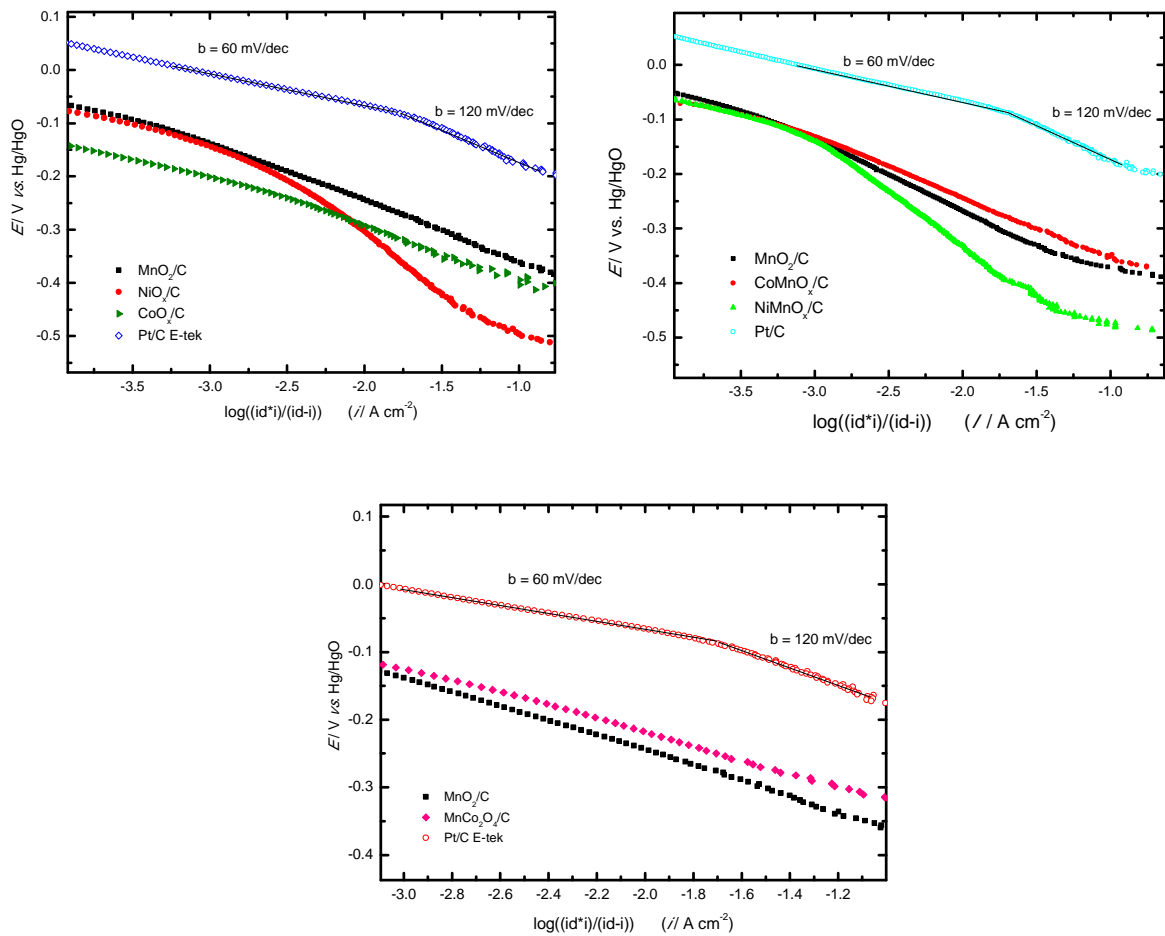 0.1
0.0
-0.1
-0.2
-0.3
-0.4
-0.5
E/ V vs. Hg/HgO
b = 60 mV/dec
b = 120 mV/dec
MnO2/C
NiOx/C
CoOx/C
Pt/C E-tek
-3.5 -3.0 -2.5 -2.0 -1.5 -1.0
log((id*i)/(id-i)) (i/ A cm-2)
0.0
-0.1
-0.2
-0.3
-0.4
-0.5
E/ V vs. Hg/HgO
b = 60 mV/dec
b = 120 mV/dec
MnO2/C
CoMnOx/C
NiMnOx/C
Pt/C
-3.5 -3.0 -2.5 -2.0 -1.5 -1.0
log((id*i)/(id-i)) (I / A cm-2)
0.1
0.0
-0.1
-0.2
-0.3
-0.4
E/ V vs. Hg/HgO
b = 60 mV/dec
b = 120 mV/dec
MnO2/C
MnCo2O4/C
Pt/C E-tek
-3.0 -2.8 -2.6 -2.4 -2.2 -2.0 -1.8 -1.6 -1.4 -1.2
log((id*i)/(id-i)) (i/ A cm-2)